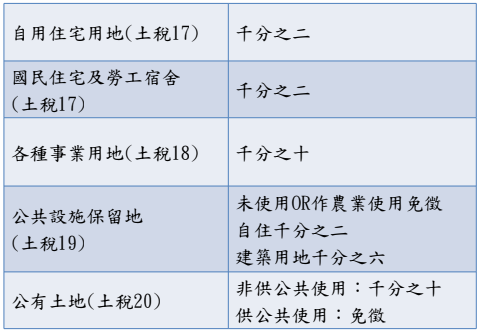 自用住宅用地(土稅17)
千分之二
國民住宅及勞工宿舍
(土稅17)
千分之二
各種事業用地(土稅18)
千分之十
公共設施保留地
(土稅19)
未使用OR作農業使用免徵
自住千分之二
建築用地千分之六
公有土地(土稅20)
非供公共使用：千分之十
供公共使用：免徵